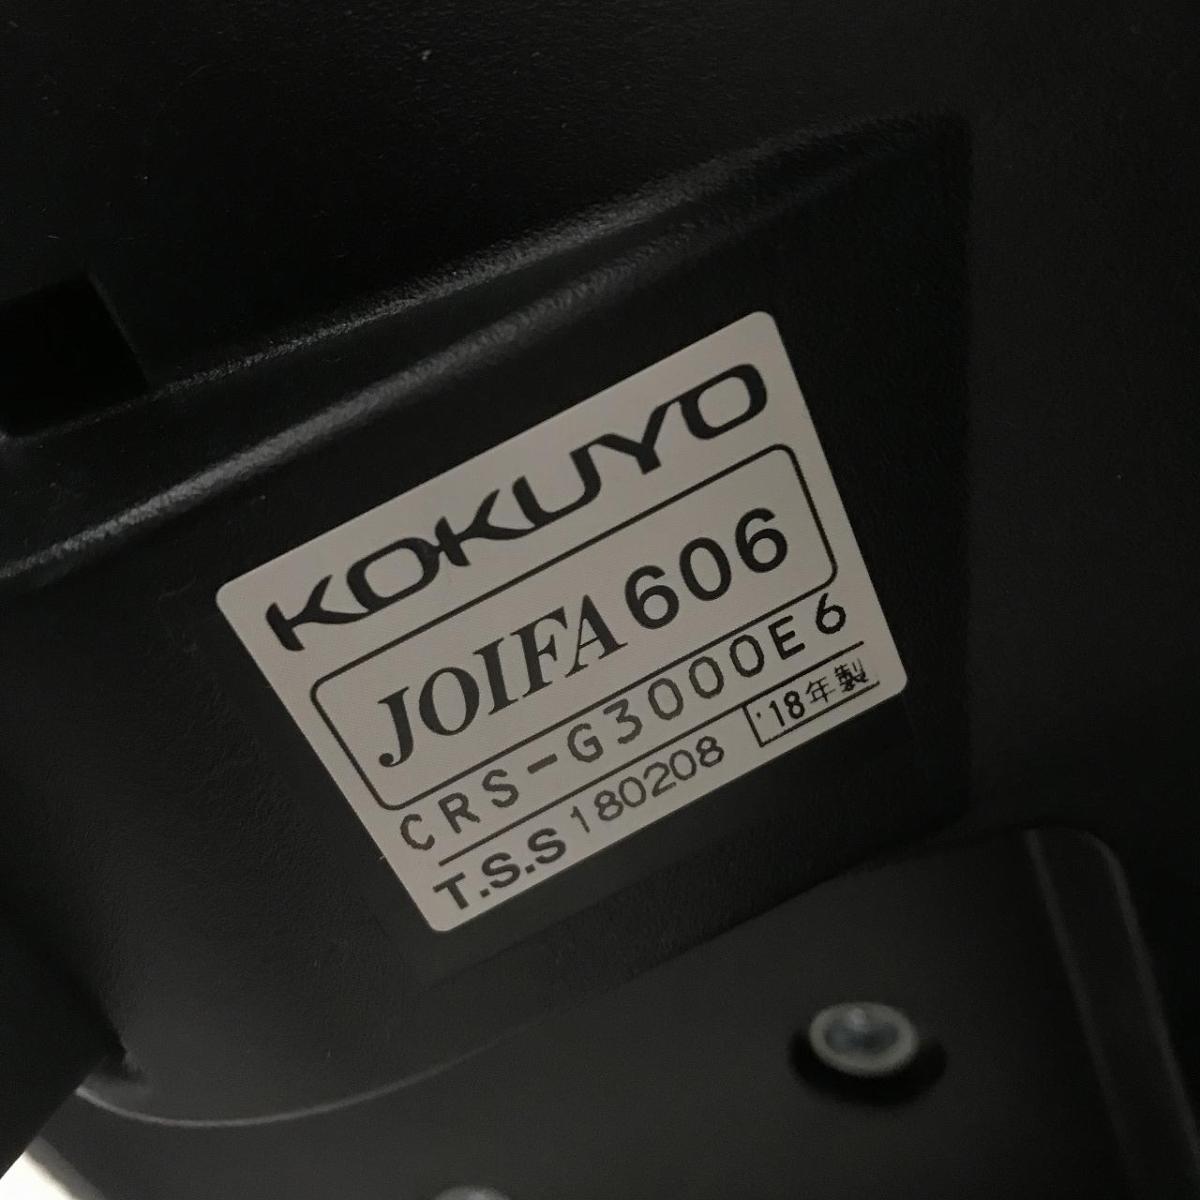 KOKUYO
JOIFA 606
CRS-G3000E6
T.S.S 180208 '18年製